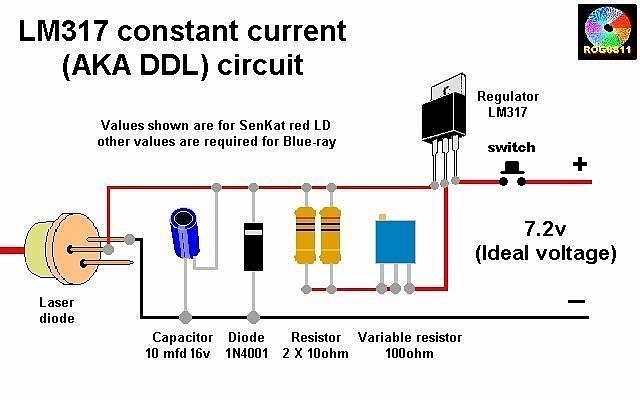 LM317 constant current
(AKA DDL) circuit
ROG8811
Values shown are for SenKat red LD
other values are required for Blue-ray
Regulator
LM317
switch
+
7.2v
(Ideal voltage)
−
Laser
diode
Capacitor
10 mfd 16v
Diode
1N4001
Resistor
2 X 10ohm
Variable resistor
100ohm